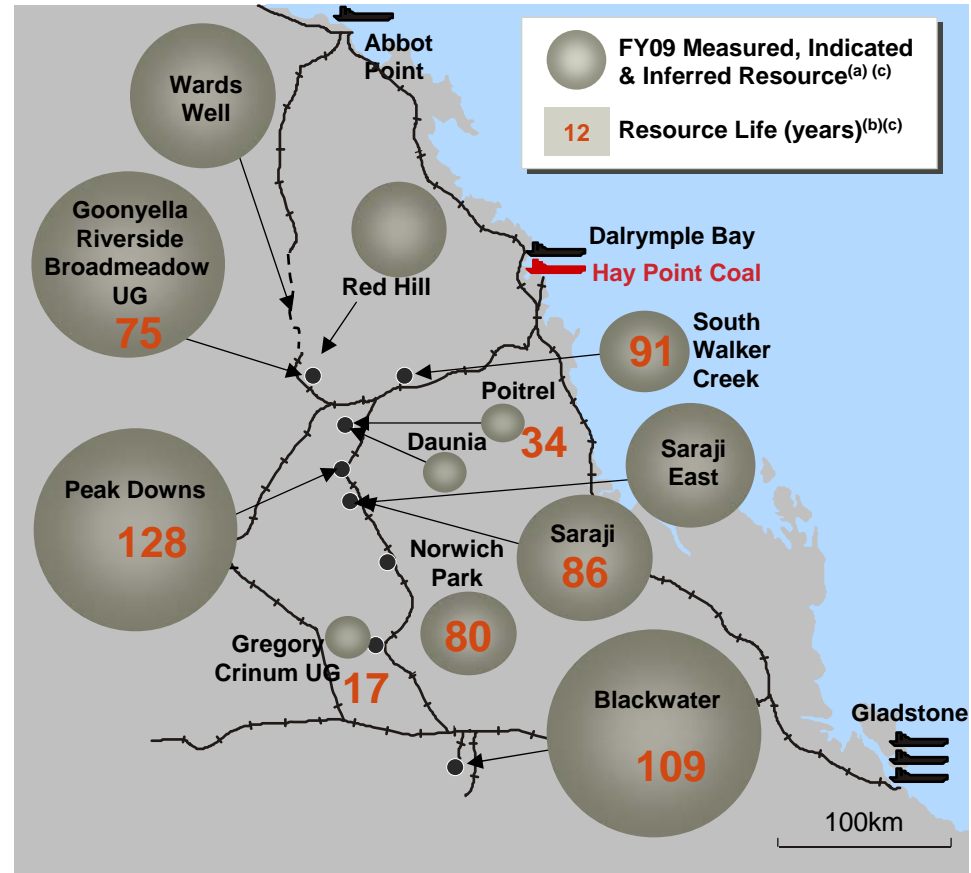 Abbot
Point
FY09 Measured, Indicated
& Inferred Resource(a) (c)
12 Resource Life (years)(b)(c)
Wards
Well
Goonyella
Riverside
Broadmeadow
UG
75
Red Hill
Dalrymple Bay
Hay Point Coal
91
South
Walker
Creek
Poitrel
34
Daunia
Saraji
East
Peak Downs
128
Saraji
86
Norwich
Park
80
Gregory
Crinum UG
17
Blackwater
109
Gladstone
100km